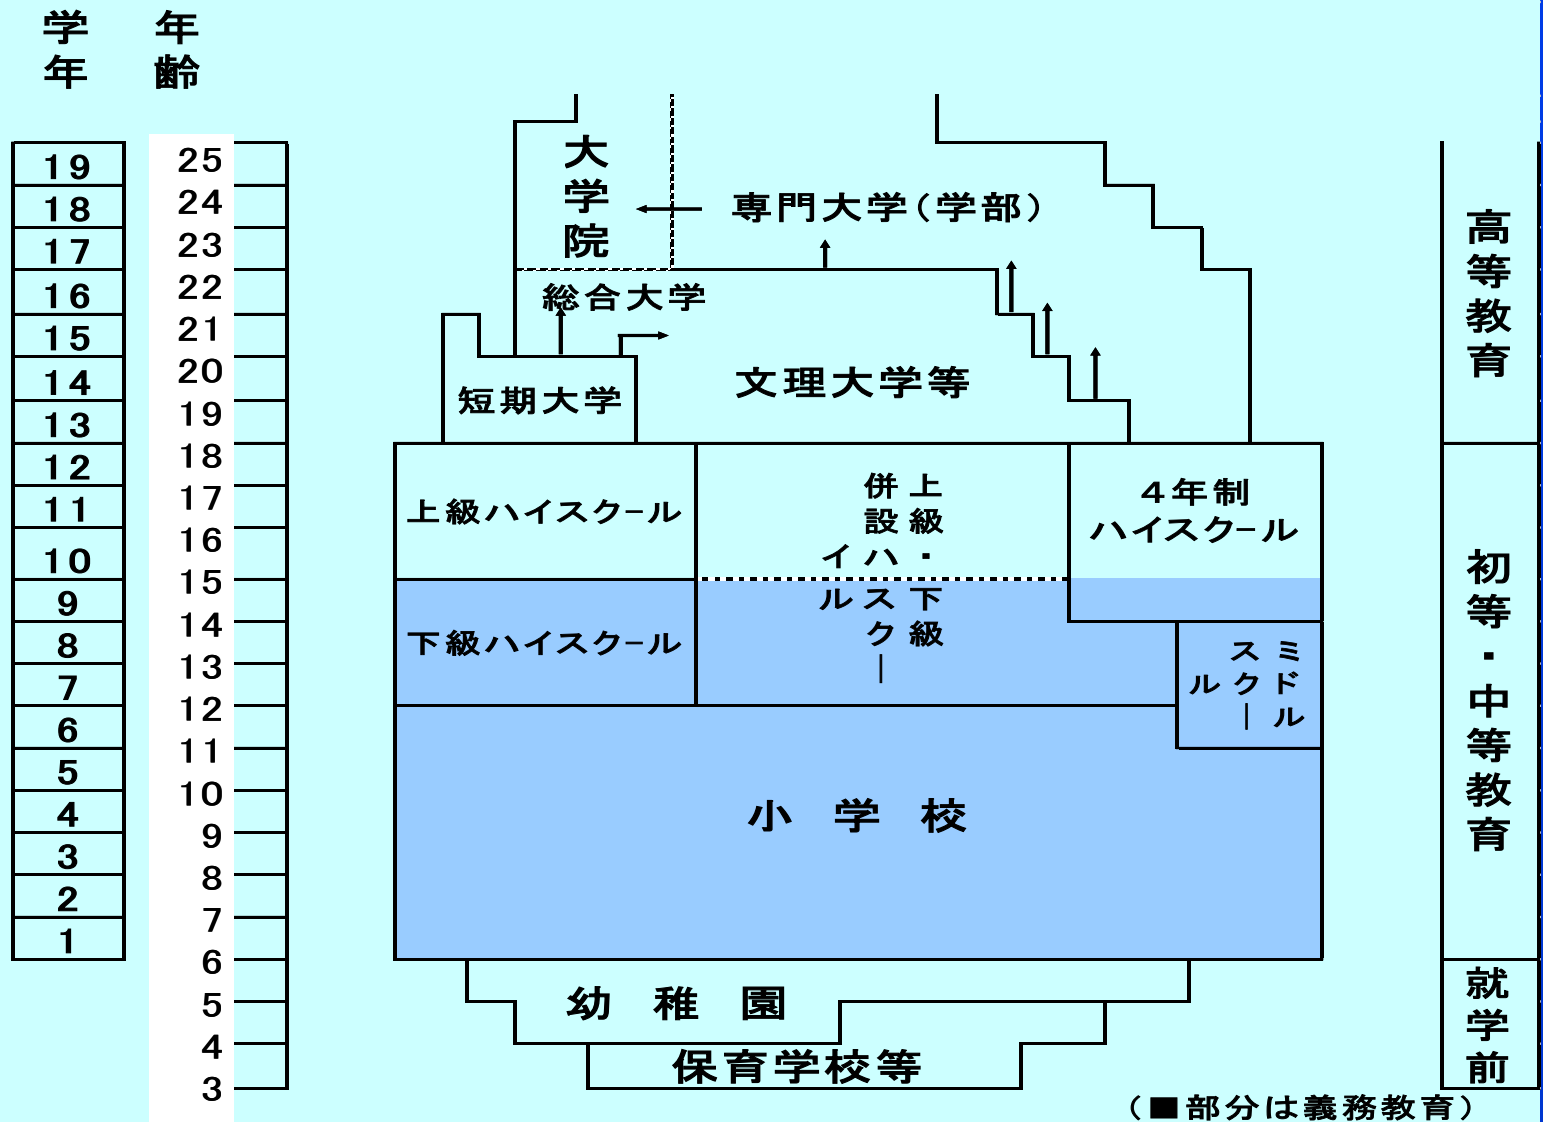 学年
年齢
19
18
17
16
15
14
13
12
11
10
9
8
7
6
5
4
3
2
1
25
24
23
22
21
20
19
18
17
16
15
14
13
12
11
10
9
8
7
6
5
4
3
大学院
専門大学(学部)
総合大学
文理大学等
短期大学
上級ハイスクール
上級・下級
併設ハイスクール
4年制
ハイスクール
下級ハイスクール
ミドル
スクール
小学校
幼稚園
保育学校等
高等教育
初等・中等教育
就学前
(■部分は義務教育)